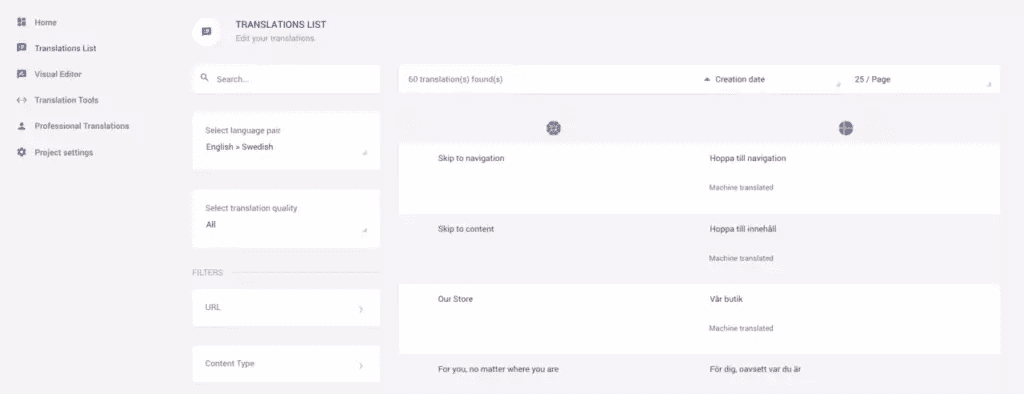 Home
Translations List
Visual Editor
Translation Tools
Professional Translations
Project settings
TRANSLATIONS LIST
Edit your translations.
Search...
Select language pair
English > Swedish
Select translation quality
All
FILTERS
URL
Content Type
60 translation(s) found(s)
Creation date
25 / Page
Skip to navigation
Hoppa till navigation
Machine translated
Skip to content
Hoppa till innehåll
Machine translated
Our Store
Vår butik
Machine translated
For you, no matter where you are
För dig, oavsett var du är